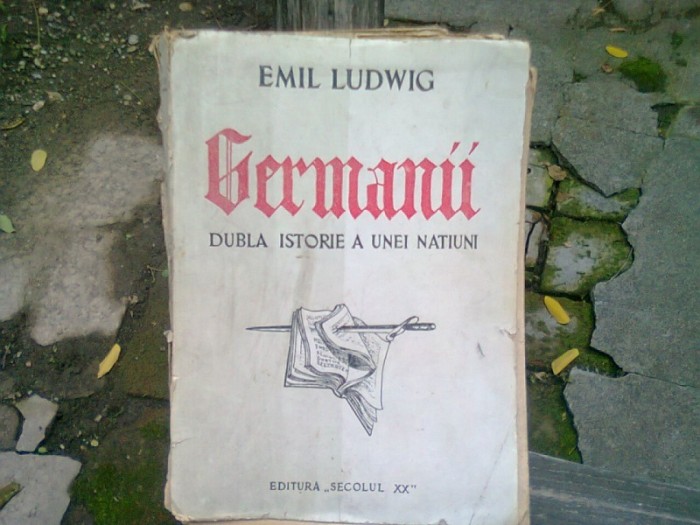 EMIL LUDWIG
Germanii
DUBLA ISTORIE A UNEI NATIUNI
EDITURA „SECOLUL XX"